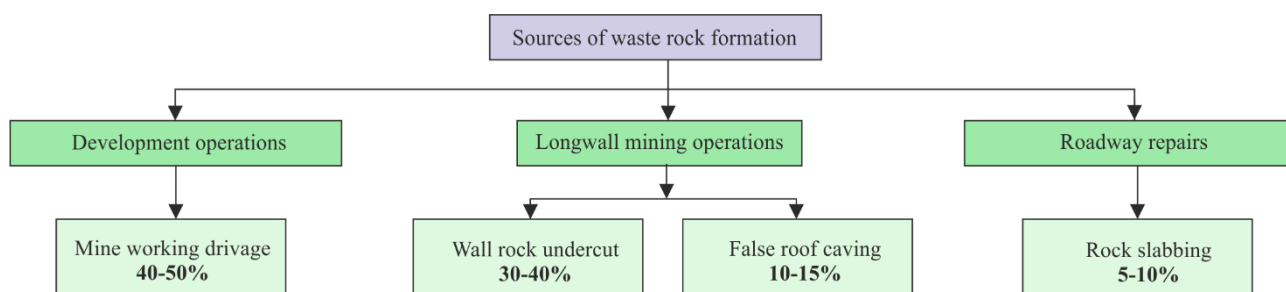 Sources of waste rock formation
Development operations
Longwall mining operations
Roadway repairs
Mine working drivage
40-50%
Wall rock undercut
30-40%
False roof caving
10-15%
Rock slabbing
5-10%